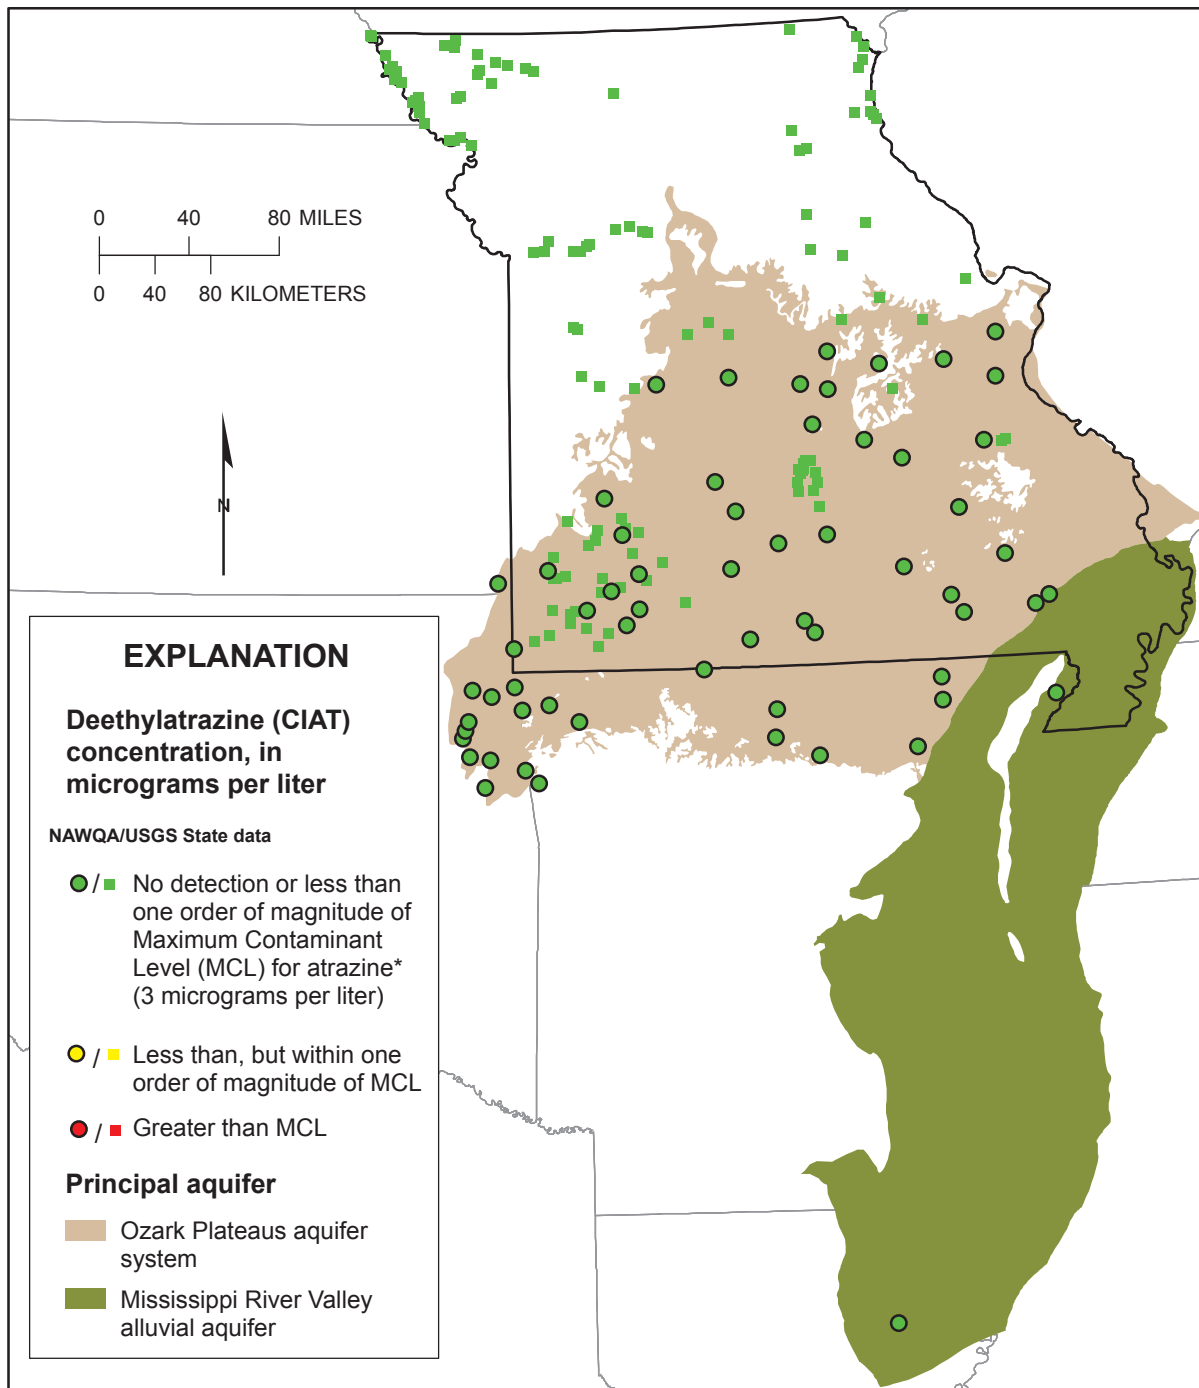 0 40 80 MILES
0 40 80 KILOMETERS
N
EXPLANATION
Deethylatrazine (CIAT)
concentration, in
micrograms per liter
NAWQA/USGS State data
/ No detection or less than
one order of magnitude of
Maximum Contaminant
Level (MCL) for atrazine*
(3 micrograms per liter)
/ Less than, but within one
order of magnitude of MCL
/ Greater than MCL
Principal aquifer
Ozark Plateaus aquifer
system
Mississippi River Valley
alluvial aquifer